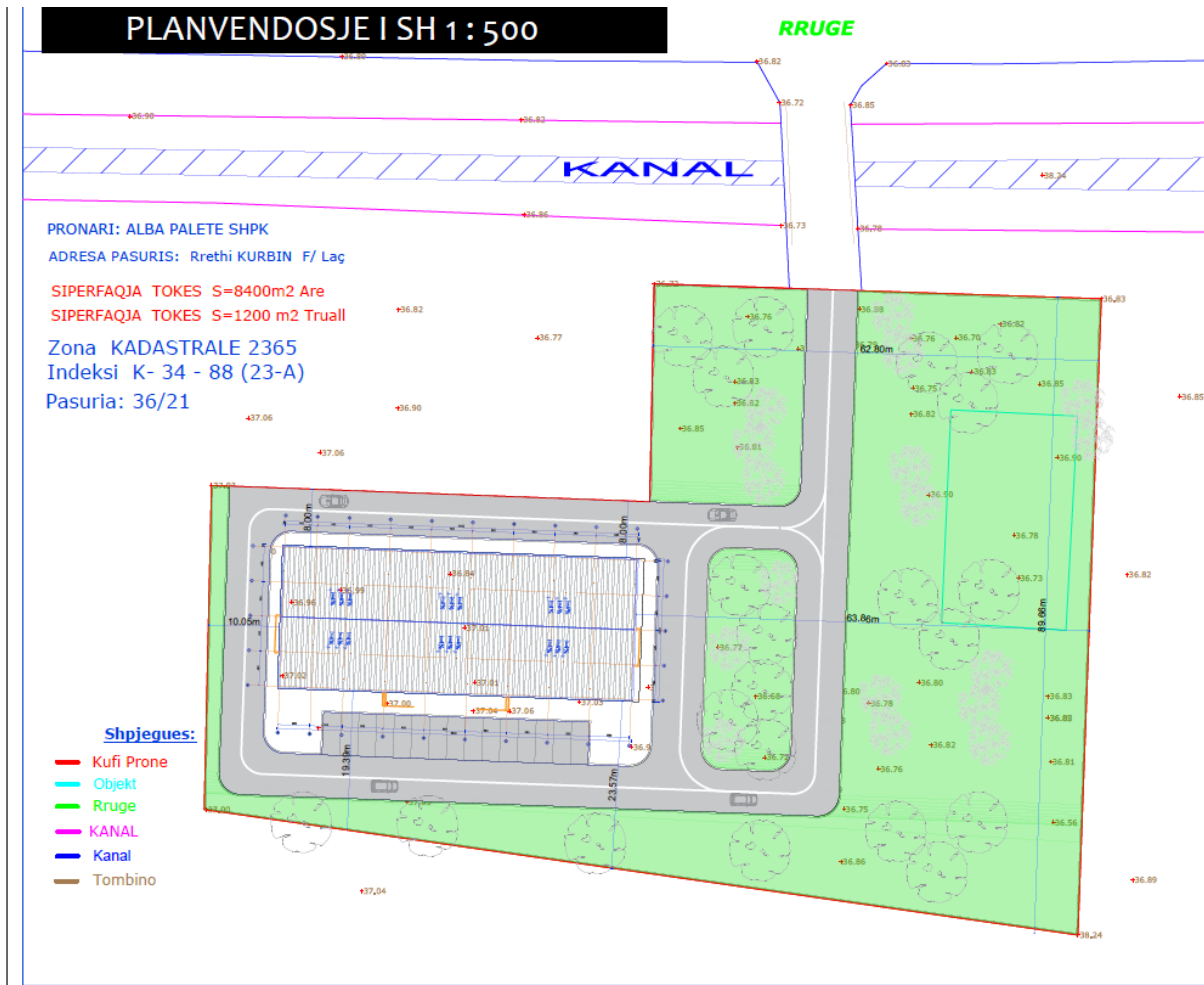 PLANVENDOSJE I SH 1 : 500
RRUGE
36.82
36.83
36.72
36.85
36.90
36.82
KANAL
38.24
36.86
36.73
36.78
PRONARI: ALBA PALETE SHPK
ADRESA PASURIS: Rrethi KURBIN F/ Laç
SIPERFAQJA TOKES S=8400m2 Are
SIPERFAQJA TOKES S=1200 m2 Truall
Zona KADASTRALE 2365
Indeksi K- 34 - 88 (23-A)
Pasuria: 36/21
36.83
36.82
36.77
36.76
36.88
36.82
36.76
36.70
62.80m
36.83
36.83
36.75
36.85
36.85
36.82
36.82
36.90
37.06
36.85
36.81
37.06
36.90
36.90
8.00m
8.00m
36.78
36.84
36.99
36.96
36.73
36.82
10.05m
37.01
63.86m
89.66m
36.77
37.02
37.01
36.80
36.80
36.68
36.83
37.00
37.04
37.06
37.03
36.78
36.82
36.9
19.39m
23.57m
36.76
36.81
36.75
36.56
37.00
36.86
36.89
37.04
38.24
Shpjegues:
Kufi Prone
Objekt
Rruge
KANAL
Kanal
Tombino